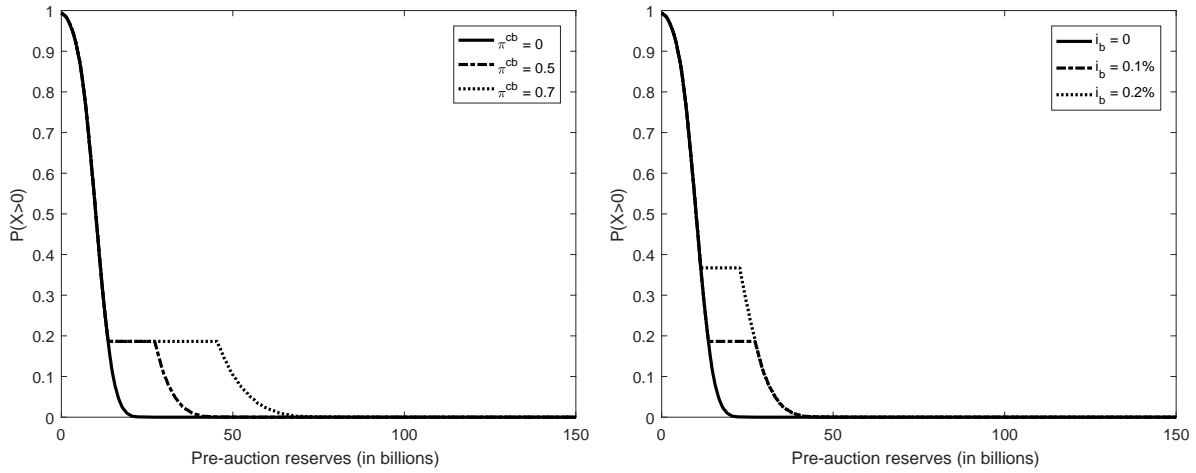 1
0.9
0.8
0.7
0.6
0.5
0.4
0.3
0.2
0.1
0
P(X>0)
0 50 100 150
Pre-auction reserves (in billions)
π^cb = 0
π^cb = 0.5
π^cb = 0.7
1
0.9
0.8
0.7
0.6
0.5
0.4
0.3
0.2
0.1
0
P(X>0)
0 50 100 150
Pre-auction reserves (in billions)
i_b = 0
i_b = 0.1%
i_b = 0.2%